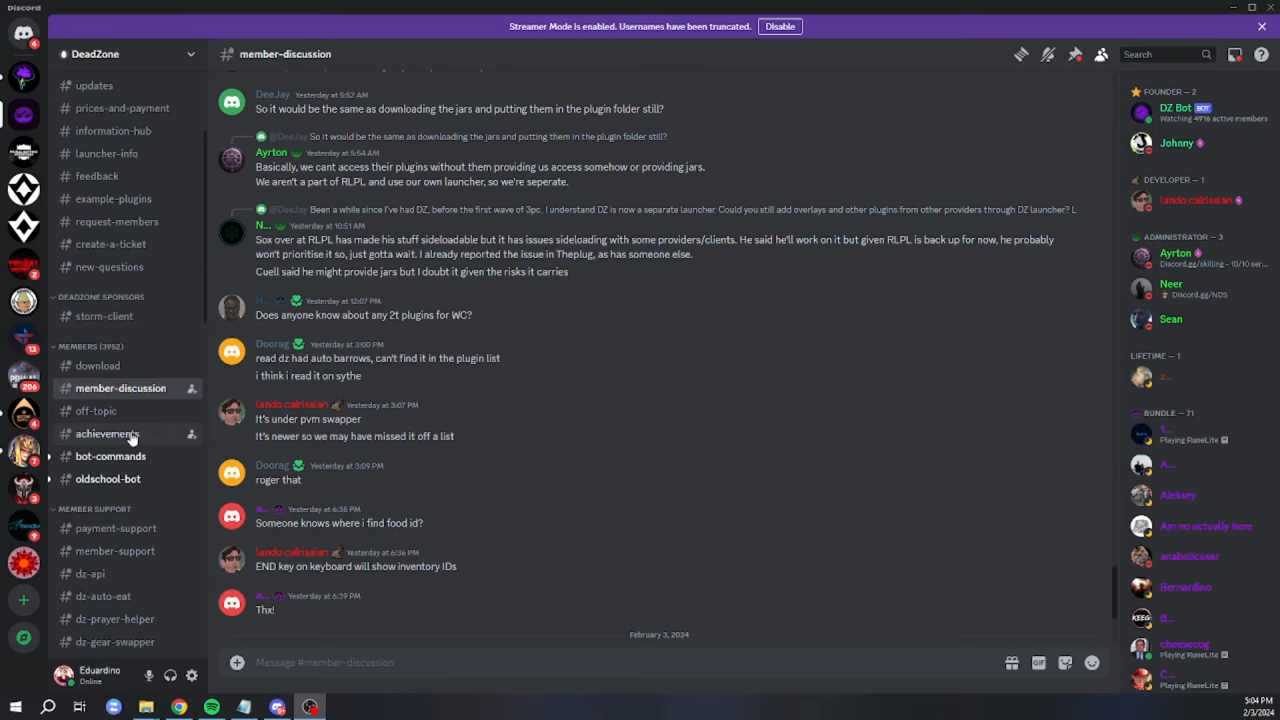 Discord
Streamer Mode is enabled. Usernames have been truncated.
Disable
4
DeadZone
updates
prices-and-payment
information-hub
launcher-info
feedback
example-plugins
request-members
create-a-ticket
new-questions
DEADZONE SPONSORS
storm-client
MEMBERS (3952)
download
member-discussion
off-topic
achievements
bot-commands
oldschool-bot
MEMBER SUPPORT
payment-support
member-support
dz-api
dz-auto-eat
dz-prayer-helper
dz-gear-swapper
2
13
206
4
7
3
9
Eduardino
Online
member-discussion
Search
DeeJay Yesterday at 5:52 AM
So it would be the same as downloading the jars and putting them in the plugin folder still?
@DeeJay So it would be the same as downloading the jars and putting them in the plugin folder still?
Ayrton Yesterday at 5:54 AM
Basically, we cant access their plugins without them providing us access somehow or providing jars.
We aren't a part of RLPL and use our own launcher, so we're seperate.
@DeeJay Been a while since I've had DZ, before the first wave of 3pc. I understand DZ is now a separate launcher. Could you still add overlays and other plugins from other providers through DZ launcher? L
N... Yesterday at 10:51 AM
Sox over at RLPL has made his stuff sideloadable but it has issues sideloading with some providers/clients. He said he'll work on it but given RLPL is back up for now, he probably
won't prioritise it so, just gotta wait. I already reported the issue in Theplug, as has someone else.
Cuell said he might provide jars but I doubt it given the risks it carries
H... Yesterday at 12:07 PM
Does anyone know about any 2t plugins for WC?
Doorag Yesterday at 3:00 PM
read dz had auto barrows, can't find it in the plugin list
i think i read it on sythe
lando calrissian Yesterday at 3:07 PM
It's under pvm swapper
It's newer so we may have missed it off a list
Doorag Yesterday at 3:09 PM
roger that
Yesterday at 6:35 PM
Someone knows where i find food id?
lando calrissian Yesterday at 6:36 PM
END key on keyboard will show inventory IDs
Yesterday at 6:39 PM
Thx!
February 3, 2024
Message #member-discussion
GIF
FOUNDER — 2
DZ Bot BOT
Watching 4916 active members
Johnny
DEVELOPER — 1
lando calrissian
ADMINISTRATOR — 3
Ayrton
Discord.gg/skilling - 10/10 ser...
Neer
Discord.gg/NDS
Sean
LIFETIME — 1
z...
BUNDLE — 71
Playing RuneLite
A...
Aleksey
Am no actually here
anabolicuser
Bernardino
cheesecog
Playing RuneLite
C...
Playing RuneLite
5:04 PM
2/3/2024